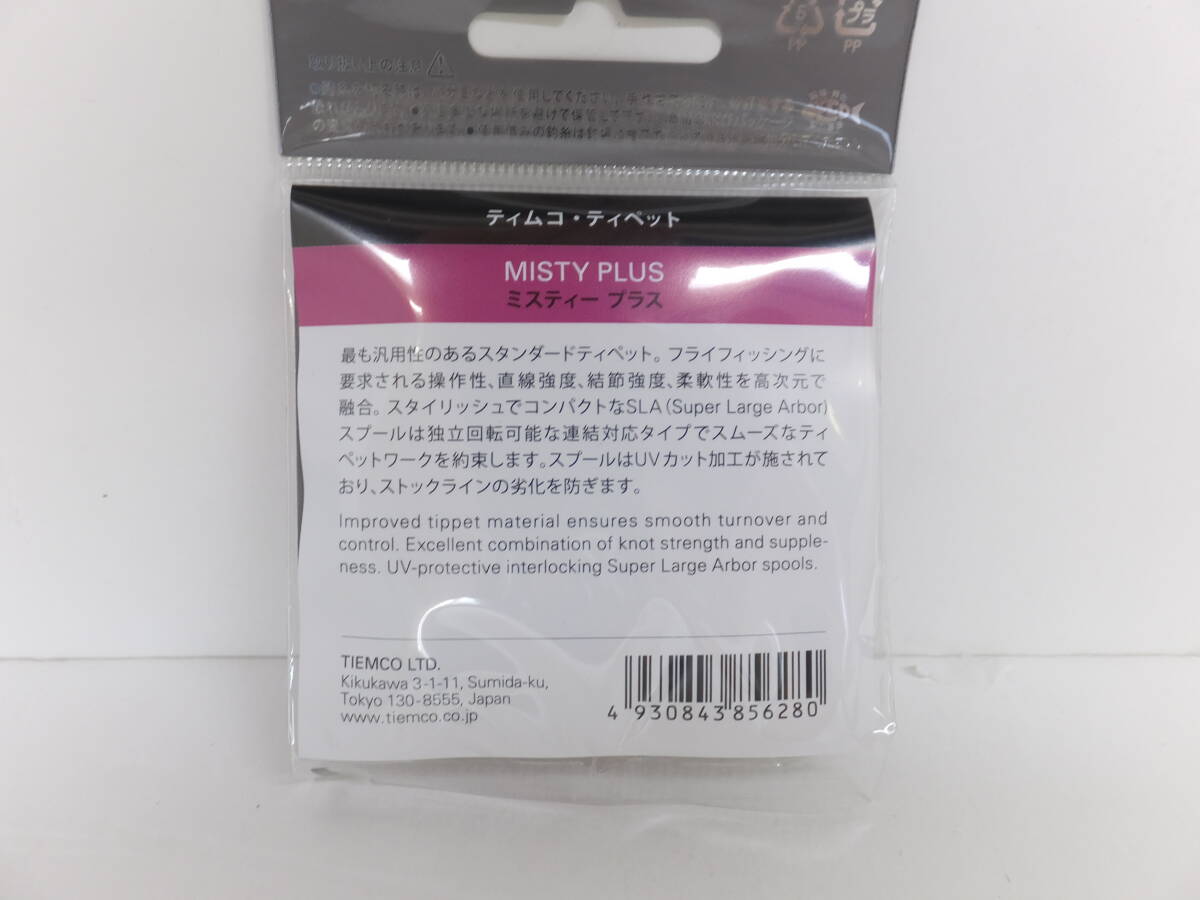 PP
プラ
PP
取り扱い上の注意
ティムコ・ティペット
MISTY PLUS
ミスティー プラス
最も汎用性のあるスタンダードティペット。フライフィッシングに
要求される操作性、直線強度、結節強度、柔軟性を高次元で
融合。スタイリッシュでコンパクトなSLA(Super Large Arbor)
スプールは独立回転可能な連結対応タイプでスムーズなティ
ペットワークを約束します。スプールはUVカット加工が施されて
おり、ストックラインの劣化を防ぎます。
Improved tippet material ensures smooth turnover and
control. Excellent combination of knot strength and supple-
ness. UV-protective interlocking Super Large Arbor spools.
TIEMCO LTD.
Kikukawa 3-1-11, Sumida-ku,
Tokyo 130-8555, Japan
www.tiemco.co.jp
4 930843 856280